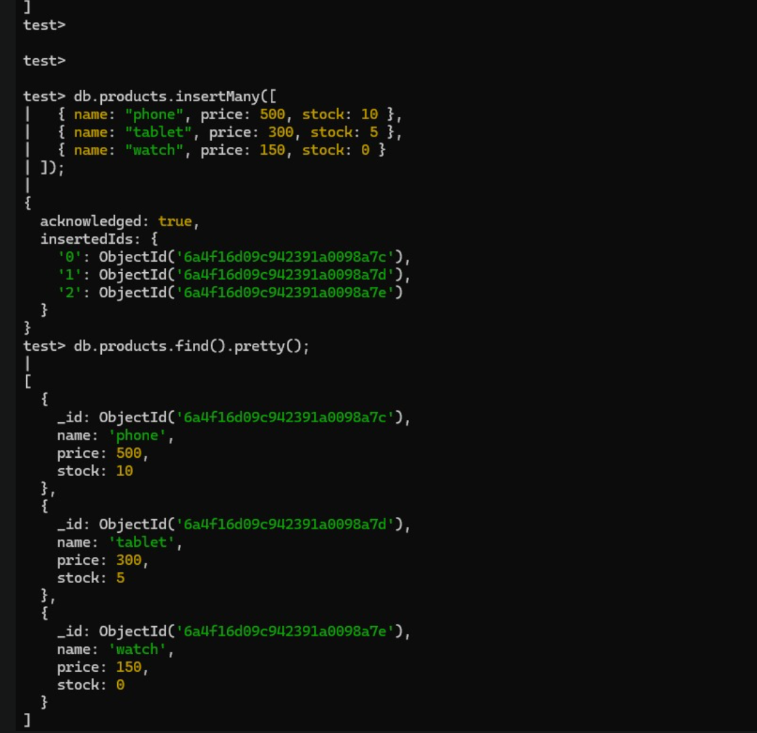 ]
test>
test>
test> db.products.insertMany([
|   { name: "phone", price: 500, stock: 10 },
|   { name: "tablet", price: 300, stock: 5 },
|   { name: "watch", price: 150, stock: 0 }
| ]);
|
{
  acknowledged: true,
  insertedIds: {
    '0': ObjectId('6a4f16d09c942391a0098a7c'),
    '1': ObjectId('6a4f16d09c942391a0098a7d'),
    '2': ObjectId('6a4f16d09c942391a0098a7e')
  }
}
test> db.products.find().pretty();
|
[
  {
    _id: ObjectId('6a4f16d09c942391a0098a7c'),
    name: 'phone',
    price: 500,
    stock: 10
  },
  {
    _id: ObjectId('6a4f16d09c942391a0098a7d'),
    name: 'tablet',
    price: 300,
    stock: 5
  },
  {
    _id: ObjectId('6a4f16d09c942391a0098a7e'),
    name: 'watch',
    price: 150,
    stock: 0
  }
]